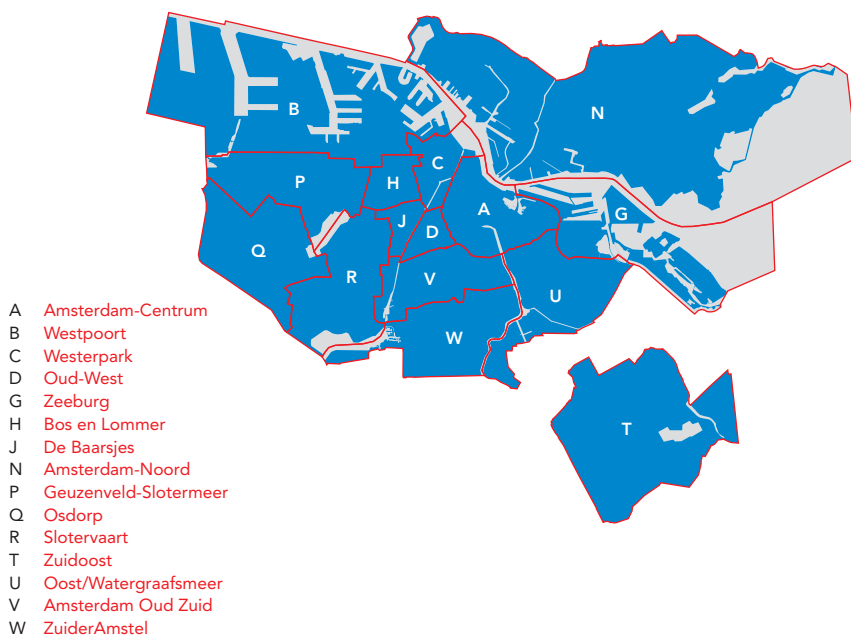 B
N
C
P
H
A
J
G
D
Q
R
V
U
W
T
A Amsterdam-Centrum
B Westpoort
C Westerpark
D Oud-West
G Zeeburg
H Bos en Lommer
J De Baarsjes
N Amsterdam-Noord
P Geuzenveld-Slotermeer
Q Osdorp
R Slotervaart
T Zuidoost
U Oost/Watergraafsmeer
V Amsterdam Oud Zuid
W ZuiderAmstel